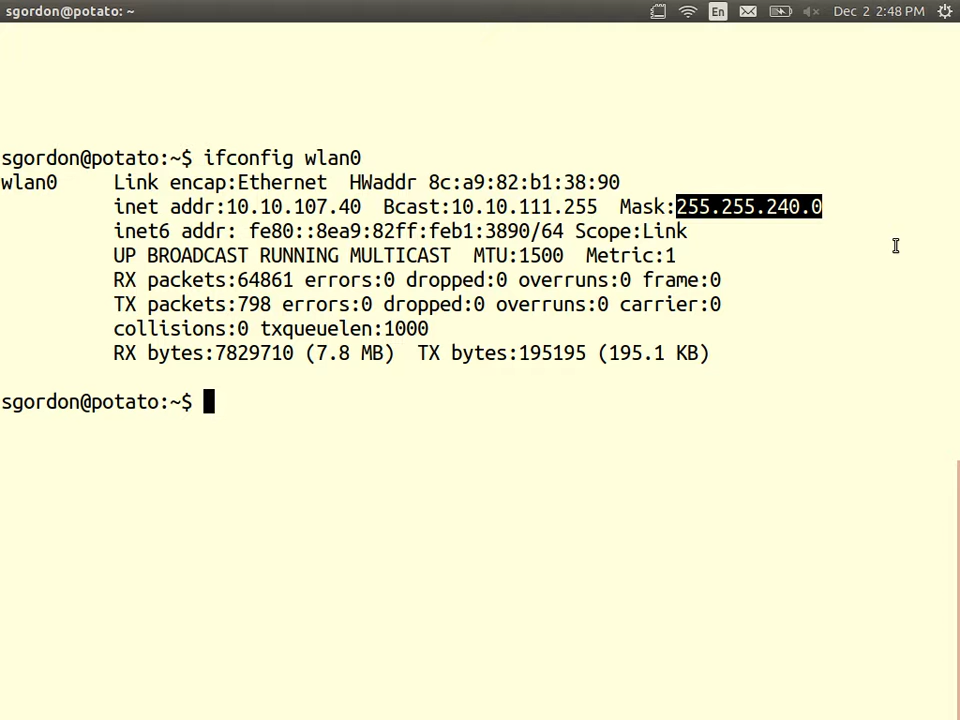 sgordon@potato: ~ En Dec 2 2:48 PM
sgordon@potato:~$ ifconfig wlan0
wlan0 Link encap:Ethernet HWaddr 8c:a9:82:b1:38:90
inet addr:10.10.107.40 Bcast:10.10.111.255 Mask:255.255.240.0
inet6 addr: fe80::8ea9:82ff:feb1:3890/64 Scope:Link
UP BROADCAST RUNNING MULTICAST MTU:1500 Metric:1
RX packets:64861 errors:0 dropped:0 overruns:0 frame:0
TX packets:798 errors:0 dropped:0 overruns:0 carrier:0
collisions:0 txqueuelen:1000
RX bytes:7829710 (7.8 MB) TX bytes:195195 (195.1 KB)
sgordon@potato:~$